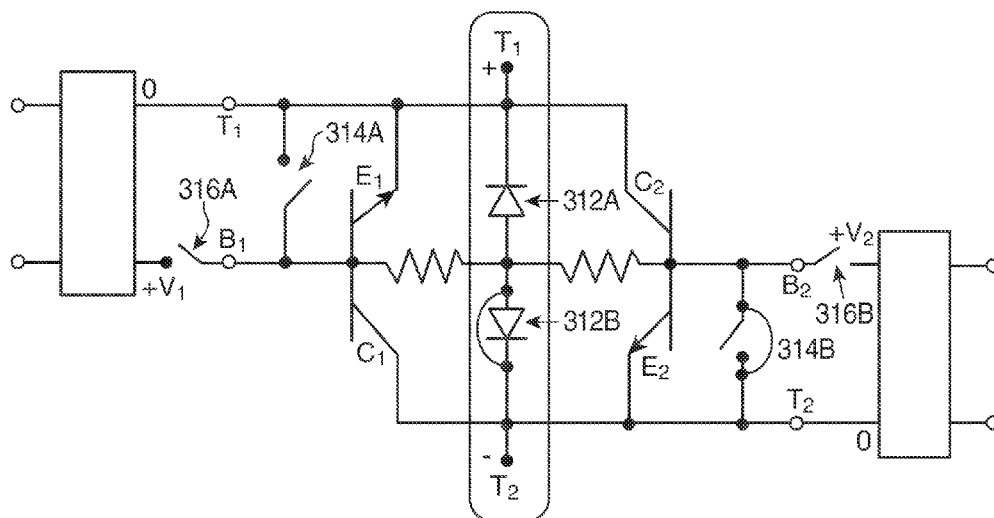 T1
+
0
T1
314A
316A
E1
C2
312A
B1
+V2
+V1
B2
316B
312B
C1
E2
314B
T2
0
-
T2